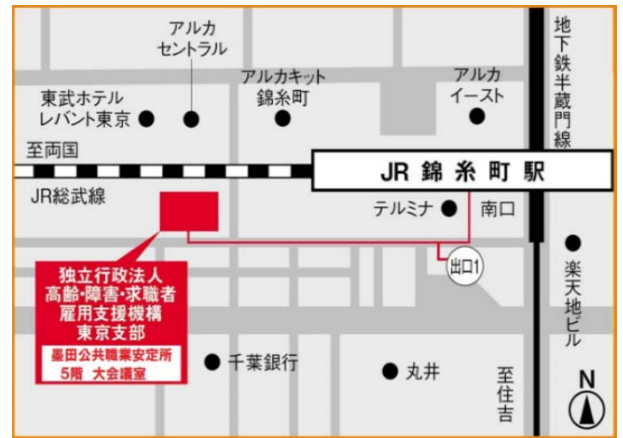 アルカ
セントラル
東武ホテル
レバント東京
アルカキット
錦糸町
アルカ
イースト
地下鉄半蔵門線
至両国
JR 錦 糸 町 駅
JR総武線
テルミナ
南口
出口1
独立行政法人
高齢・障害・求職者
雇用支援機構
東京支部
墨田公共職業安定所
5階 大会議室
楽天地ビル
千葉銀行
丸井
至住吉
N